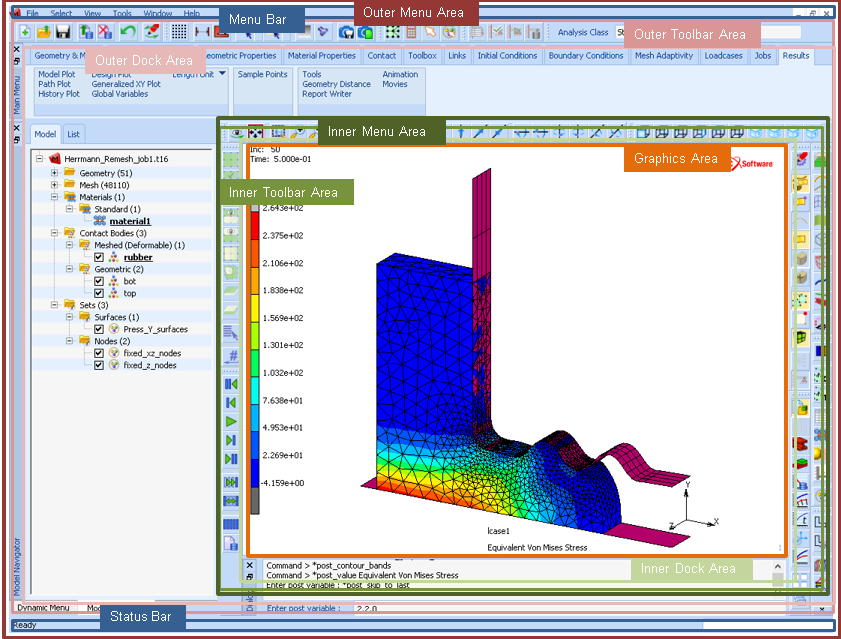 Outer Menu Area
File Select View Tools Window Help
Menu Bar
Analysis Class
Outer Toolbar Area
Geometry & M
Geometric Properties Material Properties Contact Toolbox Links Initial Conditions Boundary Conditions Mesh Adaptivity Loadcases Jobs Results
Outer Dock Area
Main Menu
Model Plot
Path Plot
History Plot
Design Plot
Generalized XY Plot
Global Variables
Length Unit
Sample Points
Tools
Geometry Distance
Report Writer
Animation
Movies
Model List
Inner Menu Area
Herrmann_Remesh_job1.t16
Geometry (51)
Mesh (48110)
Materials (1)
Standard (1)
material1
Contact Bodies (3)
Meshed (Deformable) (1)
rubber
Geometric (2)
bot
top
Sets (3)
Surfaces (1)
Press_Y_surfaces
Nodes (2)
fixed_xz_nodes
fixed_z_nodes
Model Navigator
Inc: 50
Time: 5.000e-01
Graphics Area
Software
Inner Toolbar Area
2.643e+02
2.375e+02
2.106e+02
1.838e+02
1.569e+02
1.301e+02
1.032e+02
7.638e+01
4.953e+01
2.269e+01
-4.159e+00
Y
X
Z
lcase1
Equivalent Von Mises Stress
1
Command > *post_contour_bands
Command > *post_value Equivalent Von Mises Stress
Enter post variable : *post_skip_to_last
Inner Dock Area
Enter post variable : 2.2.0
Dynamic Menu
Status Bar
Ready